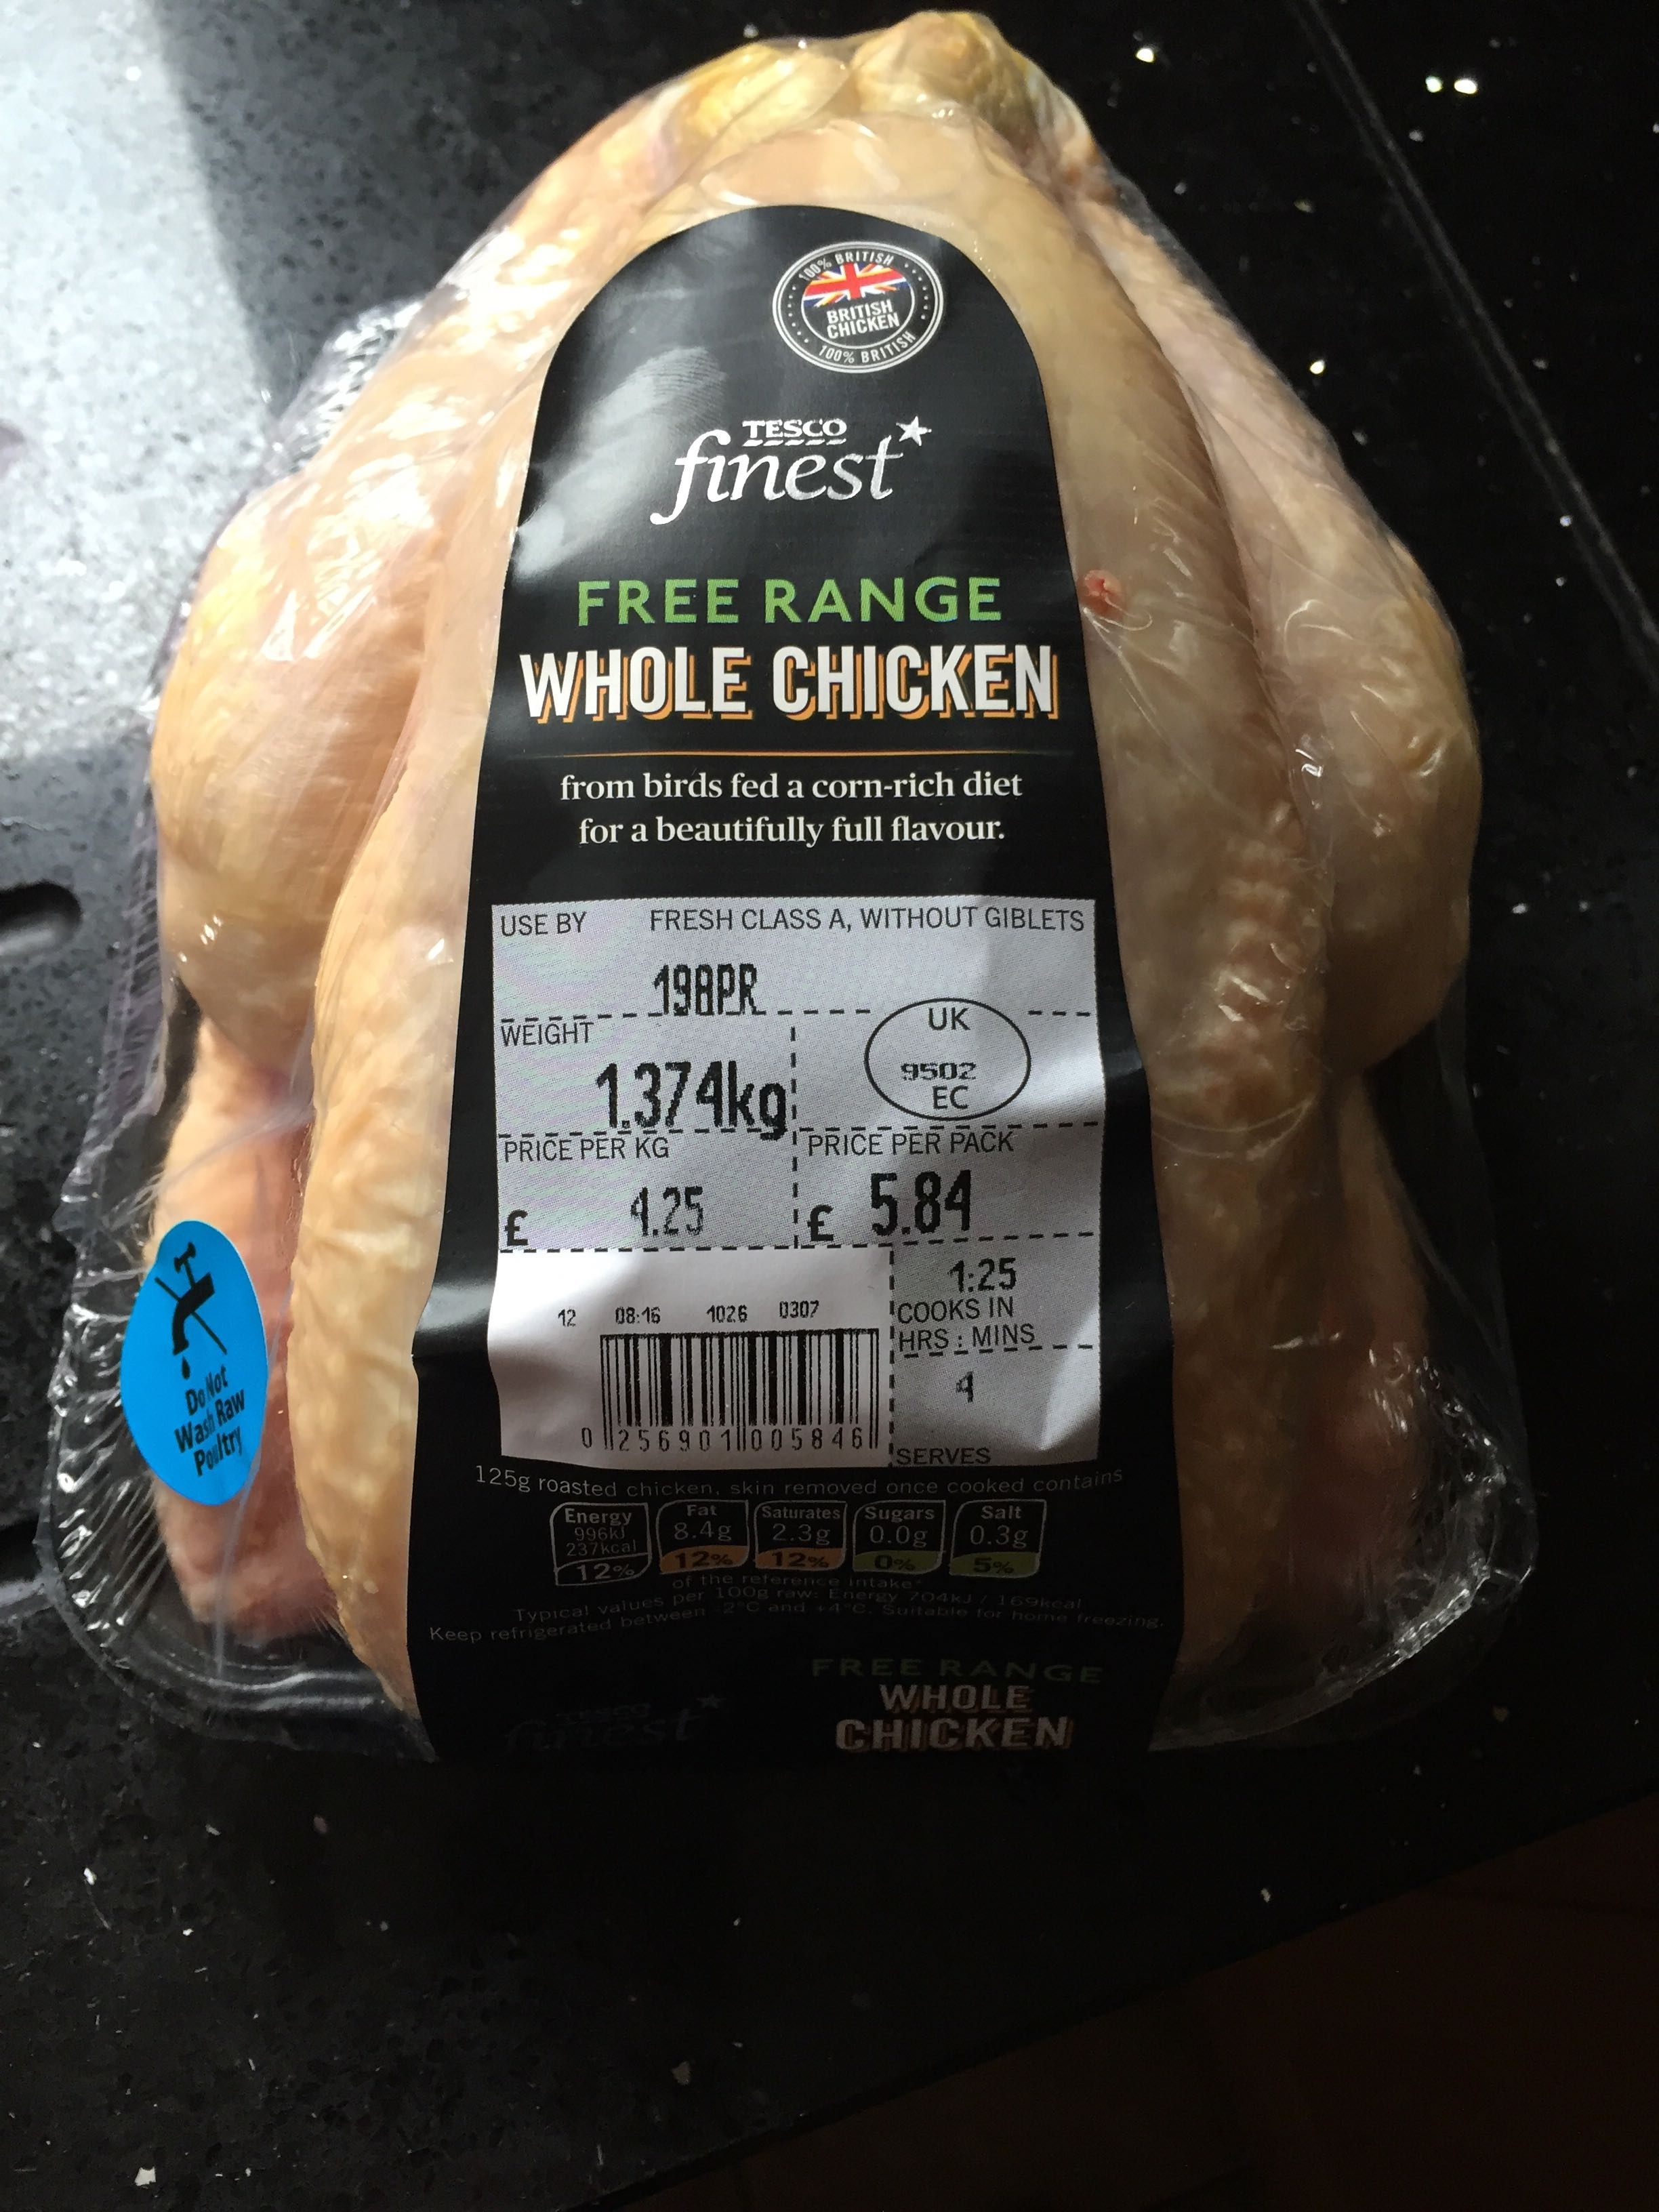 100% BRITISH
BRITISH
CHICKEN
100% BRITISH
TESCO
finest*
FREE RANGE
WHOLE CHICKEN
from birds fed a corn-rich diet
for a beautifully full flavour.
USE BY FRESH CLASS A, WITHOUT GIBLETS
19APR
WEIGHT
1.374kg
UK
9502
EC
PRICE PER KG
£ 4.25
PRICE PER PACK
£ 5.84
12 08:16 1026 0307
0 256901 005846
1:25
COOKS IN
HRS : MINS
4
SERVES
Do Not
Wash Raw
Poultry
125g roasted chicken, skin removed once cooked contains
Energy
996kJ
237kcal
12%
Fat
8.4g
12%
Saturates
2.3g
12%
Sugars
0.0g
0%
Salt
0.3g
5%
of the reference intake*
Typical values per 100g raw: Energy 704kJ / 169kcal
Keep refrigerated between -2°C and +4°C. Suitable for home freezing.
TESCO
finest*
FREE RANGE
WHOLE
CHICKEN